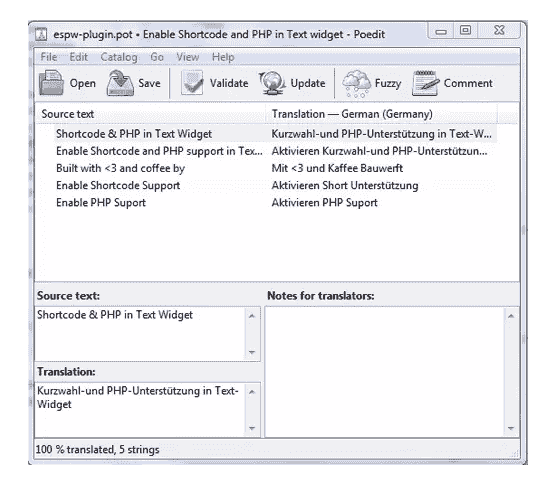 espw-plugin.pot • Enable Shortcode and PHP in Text widget - Poedit
File Edit Catalog Go View Help
Open Save Validate Update Fuzzy Comment
Source text Translation — German (Germany)
Shortcode & PHP in Text Widget Kurzwahl-und PHP-Unterstützung in Text-W...
Enable Shortcode and PHP support in Tex... Aktivieren Kurzwahl-und PHP-Unterstützun...
Built with <3 and coffee by Mit <3 und Kaffee Bauwerft
Enable Shortcode Support Aktivieren Short Unterstützung
Enable PHP Suport Aktivieren PHP Suport
Source text: Notes for translators:
Shortcode & PHP in Text Widget
Translation:
Kurzwahl-und PHP-Unterstützung in Text-
Widget
100 % translated, 5 strings